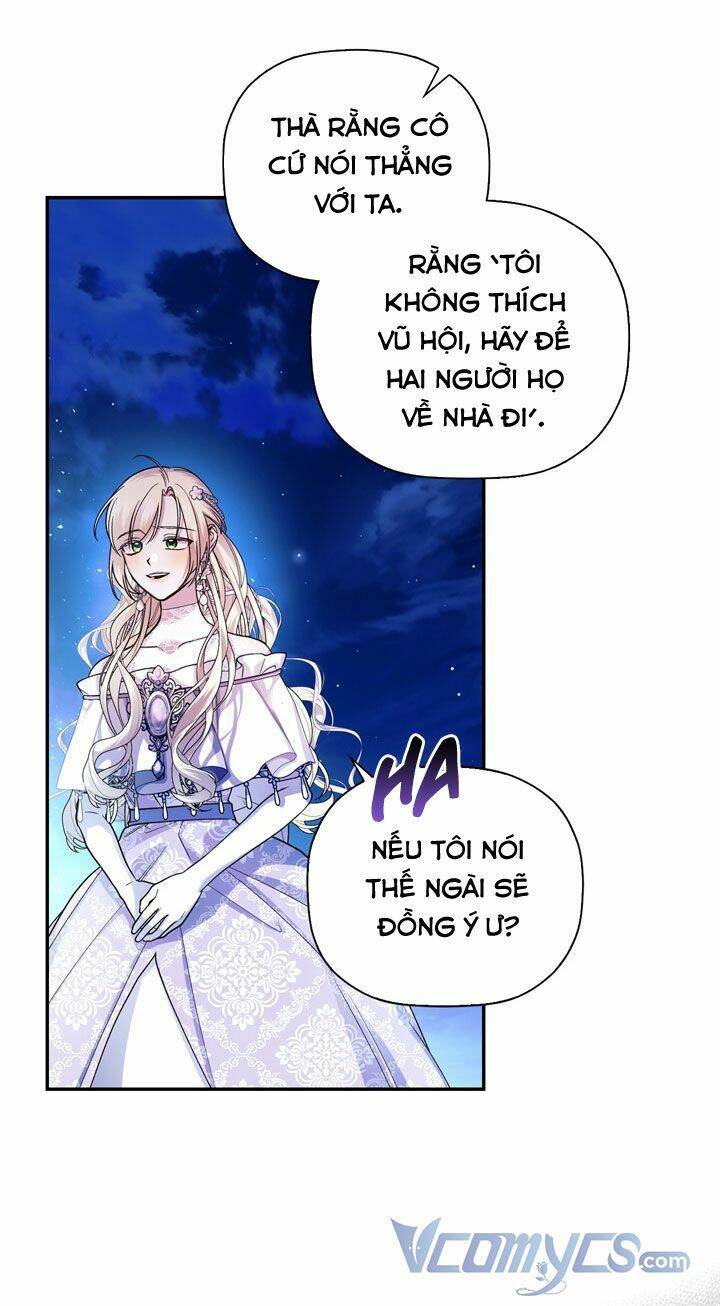 THÀ RẰNG CÔ
CỨ NÓI THẲNG
VỚI TA.
RẰNG 'TÔI
KHÔNG THÍCH
VŨ HỘI, HÃY ĐỂ
HAI NGƯỜI HỌ
VỀ NHÀ ĐI'.
HA
NẾU TÔI NÓI
THẾ NGÀI SẼ
ĐỒNG Ý Ư?
VCOMYCS.com